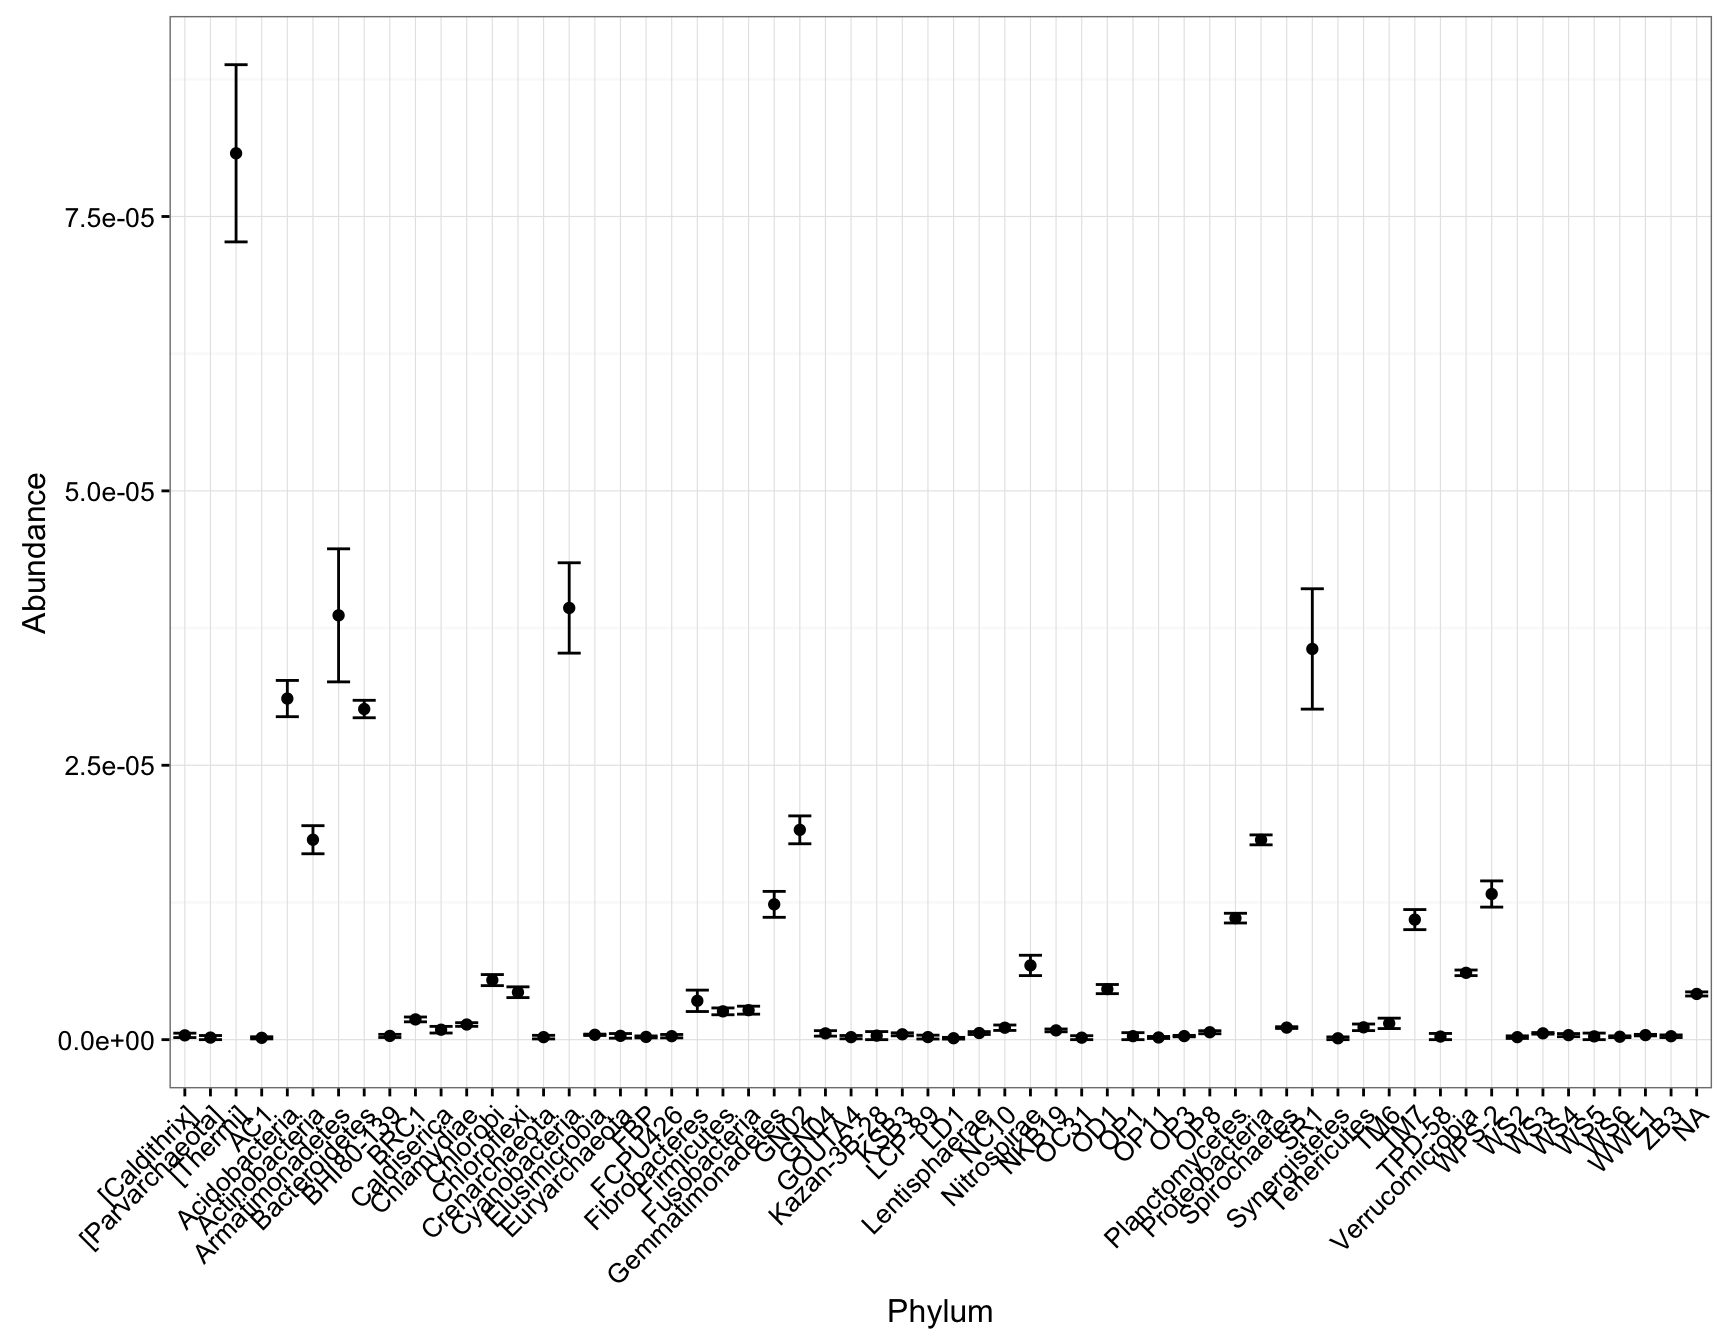 7.5e-05
5.0e-05
2.5e-05
0.0e+00
Abundance
[Caldithrix]
[Parvarchaeota]
[Thermi]
AC1
Acidobacteria
Actinobacteria
Armatimonadetes
Bacteroidetes
BHI80-139
BRC1
Caldiserica
Chlamydiae
Chlorobi
Chloroflexi
Crenarchaeota
Cyanobacteria
Elusimicrobia
Euryarchaeota
FBP
FCPU426
Fibrobacteres
Firmicutes
Fusobacteria
Gemmatimonadetes
GN02
GN04
GOUTA4
Kazan-3B-28
KSB3
LCP-89
LD1
Lentisphaerae
NC10
Nitrospirae
NKB19
OC31
OD1
OP1
OP11
OP3
OP8
Planctomycetes
Proteobacteria
Spirochaetes
SR1
Synergistetes
Tenericutes
TM6
TM7
TPD-58
Verrucomicrobia
WPS-2
WS2
WS3
WS4
WS5
WS6
WWE1
ZB3
NA
Phylum